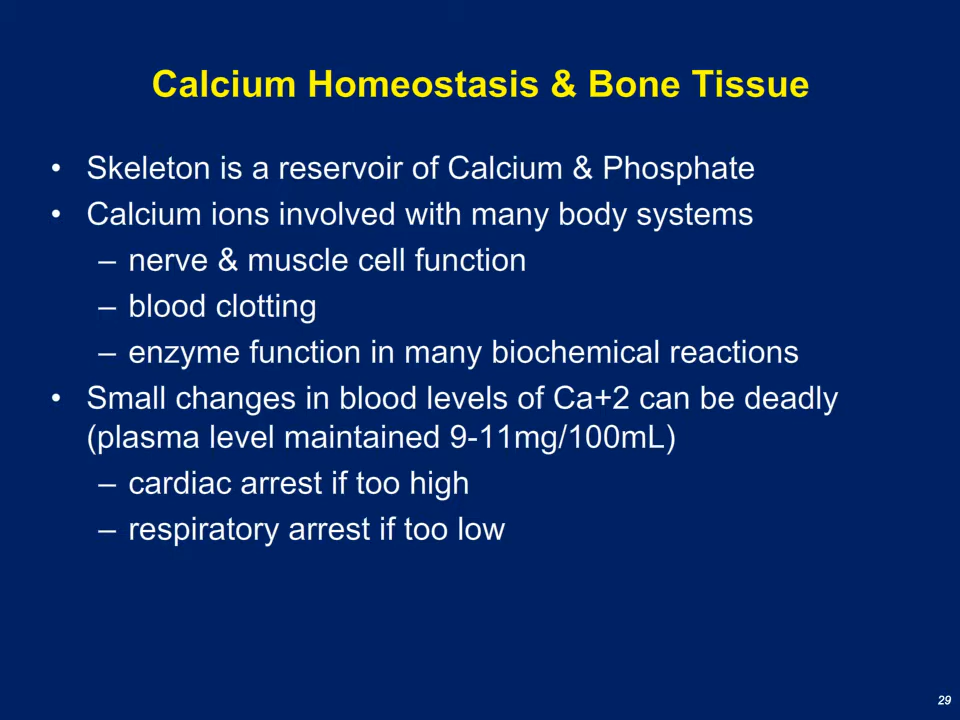 Calcium Homeostasis & Bone Tissue
• Skeleton is a reservoir of Calcium & Phosphate
• Calcium ions involved with many body systems
– nerve & muscle cell function
– blood clotting
– enzyme function in many biochemical reactions
• Small changes in blood levels of Ca+2 can be deadly
(plasma level maintained 9-11mg/100mL)
– cardiac arrest if too high
– respiratory arrest if too low
29